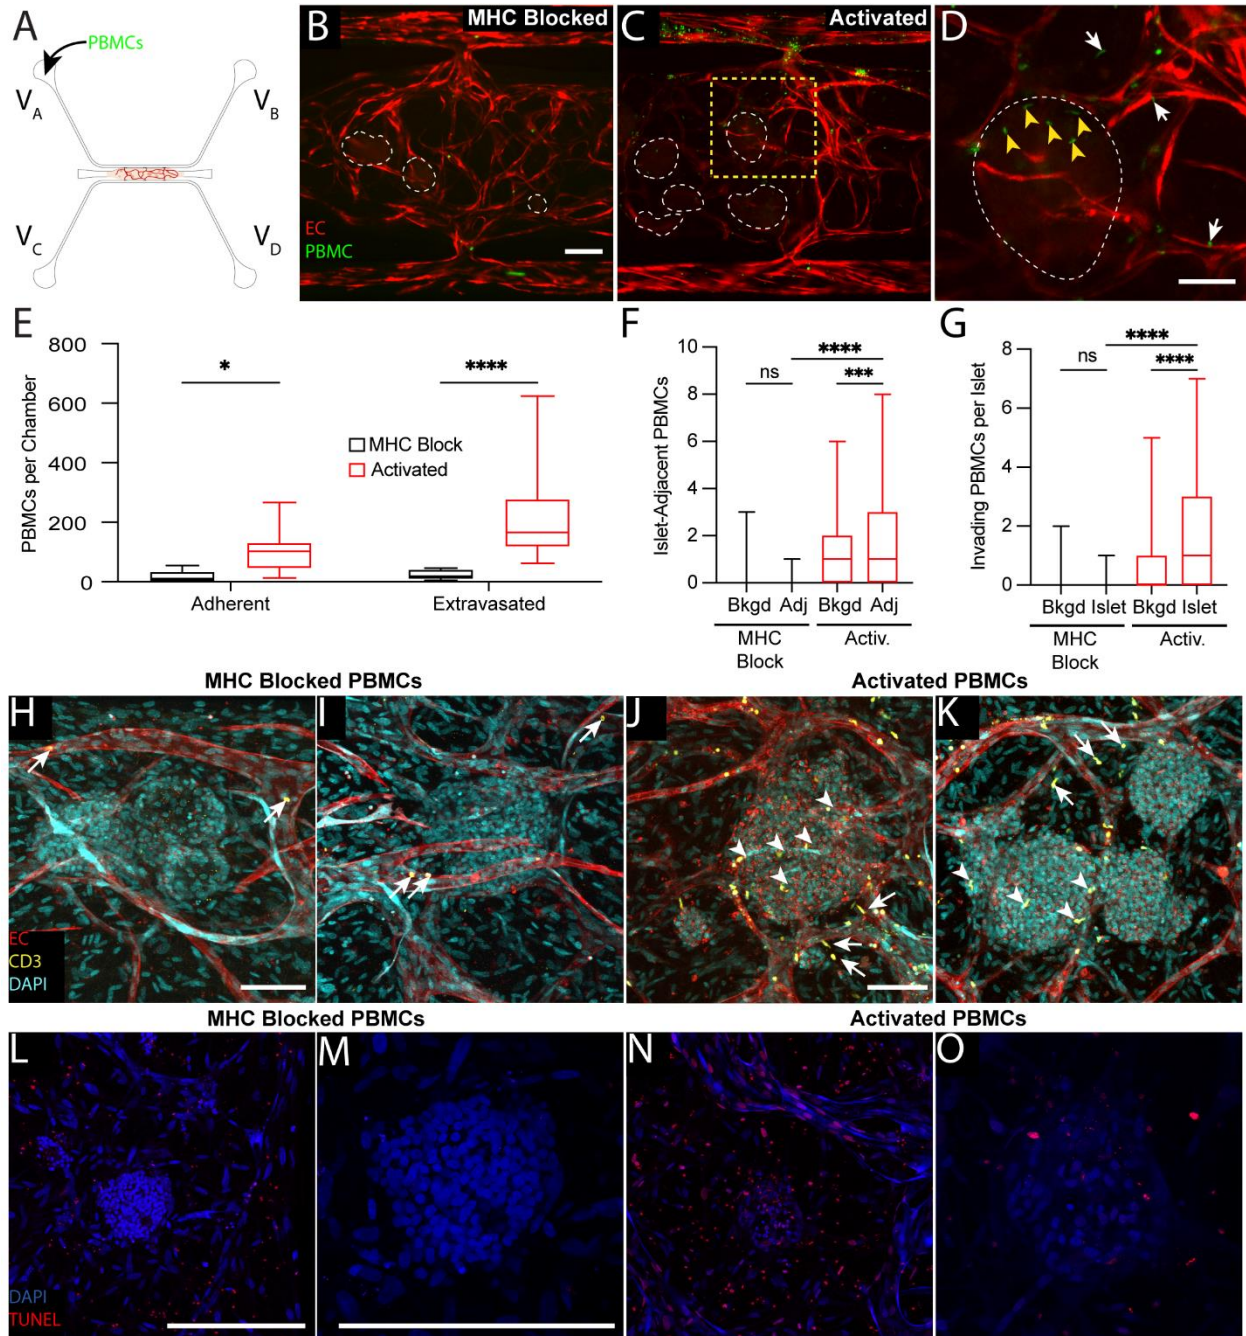 A
PBMCs
VA
VB
VC
VD
B
MHC Blocked
EC
PBMC
C
Activated
D
E
PBMCs per Chamber
800
600
400
200
0
*
****
MHC Block
Activated
Adherent
Extravasated
F
Islet-Adjacent PBMCs
10
8
6
4
2
0
ns
****
***
Bkgd Adj Bkgd Adj
MHC Block
Activ.
G
Invading PBMCs per Islet
8
6
4
2
0
ns
****
****
Bkgd Islet Bkgd Islet
MHC Block
Activ.
MHC Blocked PBMCs
Activated PBMCs
H
EC
CD3
DAPI
I
J
K
MHC Blocked PBMCs
Activated PBMCs
L
DAPI
TUNEL
M
N
O